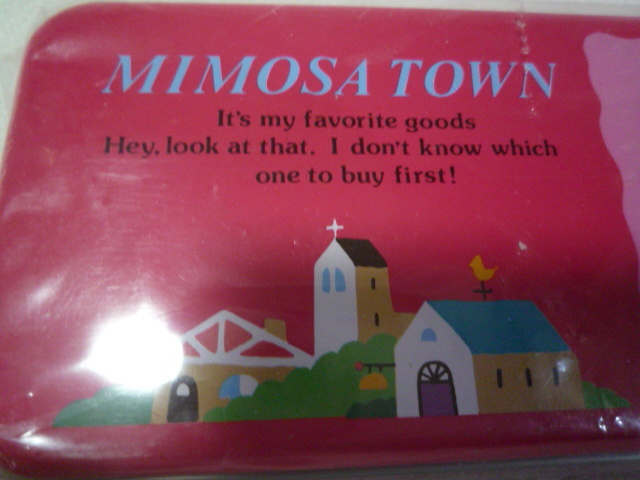 MIMOSA TOWN
It's my favorite goods
Hey, look at that. I don't know which
one to buy first!